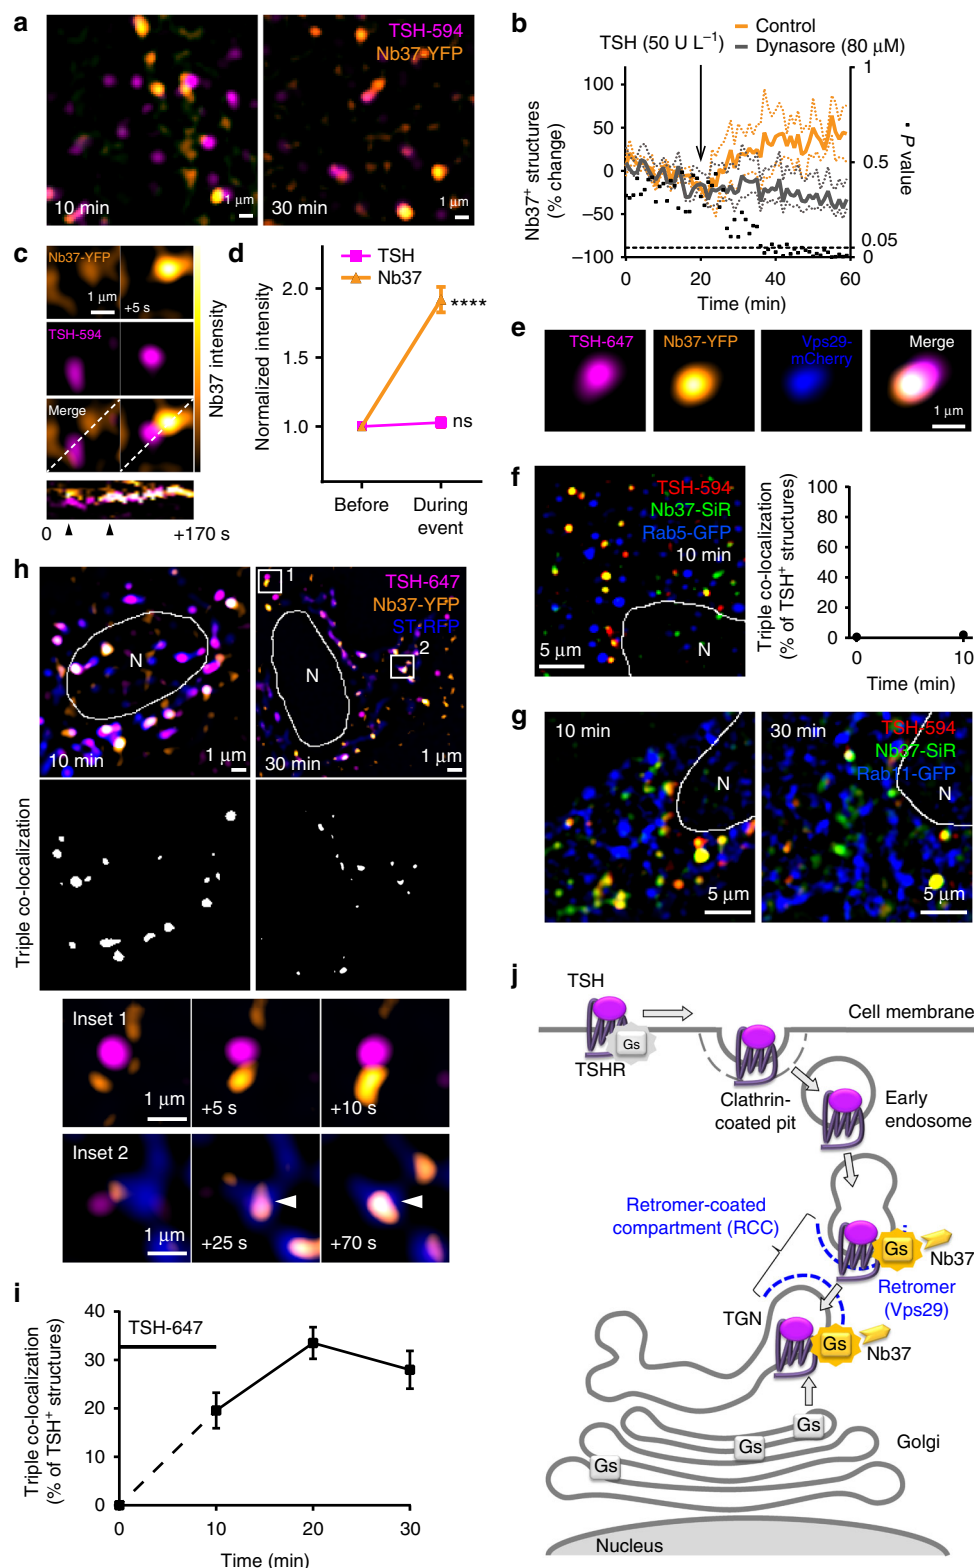 a
TSH-594
Nb37-YFP
10 min
1 μm
30 min
1 μm
b
Control
Dynasore (80 μM)
TSH (50 U L⁻¹)
100
50
0
−50
−100
Nb37⁺ structures
(% change)
1
0.5
0.05
0
P value
0
20
40
60
Time (min)
c
Nb37-YFP
1 μm
+5 s
TSH-594
Merge
Nb37 intensity
0
+170 s
d
TSH
Nb37
2.0
1.5
1.0
Normalized intensity
****
ns
Before
During
event
e
TSH-647
Nb37-YFP
Vps29-
mCherry
Merge
1 μm
f
TSH-594
Nb37-SiR
Rab5-GFP
10 min
N
5 μm
100
80
60
40
20
0
Triple co-localization
(% of TSH⁺ structures)
0
10
Time (min)
g
10 min
N
5 μm
30 min
TSH-594
Nb37-SiR
Rab11-GFP
N
5 μm
h
N
10 min
1 μm
1
TSH-647
Nb37-YFP
ST-RFP
2
N
30 min
1 μm
Triple co-localization
Inset 1
1 μm
+5 s
+10 s
Inset 2
1 μm
+25 s
+70 s
i
TSH-647
40
30
20
10
0
Triple co-localization
(% of TSH⁺ structures)
0
10
20
30
Time (min)
j
TSH
Cell membrane
Gs
TSHR
Clathrin-
coated pit
Early
endosome
Retromer-coated
compartment (RCC)
Gs
Nb37
Retromer
(Vps29)
TGN
Gs
Nb37
Gs
Gs
Gs
Golgi
Nucleus